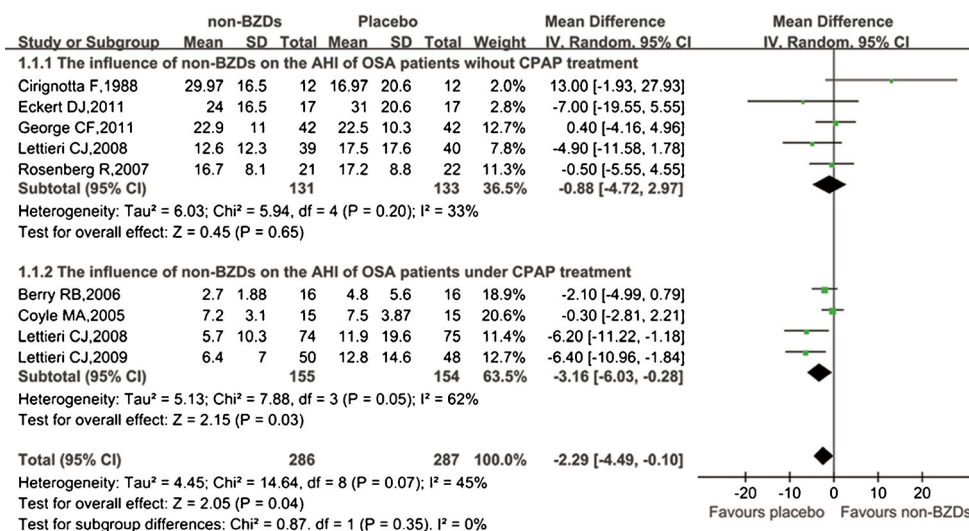 non-BZDs Placebo Mean Difference Mean Difference
Study or Subgroup Mean SD Total Mean SD Total Weight IV, Random, 95% CI IV, Random, 95% CI
1.1.1 The influence of non-BZDs on the AHI of OSA patients wihout CPAP treatment
Cirignotta F,1988 29.97 16.5 12 16.97 20.6 12 2.0% 13.00 [-1.93, 27.93]
Eckert DJ,2011 24 16.5 17 31 20.6 17 2.8% -7.00 [-19.55, 5.55]
George CF,2011 22.9 11 42 22.5 10.3 42 12.7% 0.40 [-4.16, 4.96]
Lettieri CJ,2008 12.6 12.3 39 17.5 17.6 40 7.8% -4.90 [-11.58, 1.78]
Rosenberg R,2007 16.7 8.1 21 17.2 8.8 22 11.3% -0.50 [-5.55, 4.55]
Subtotal (95% CI) 131 133 36.5% -0.88 [-4.72, 2.97]
Heterogeneity: Tau² = 6.03; Chi² = 5.94, df = 4 (P = 0.20); I² = 33%
Test for overall effect: Z = 0.45 (P = 0.65)
1.1.2 The influence of non-BZDs on the AHI of OSA patients under CPAP treatment
Berry RB,2006 2.7 1.88 16 4.8 5.6 16 18.9% -2.10 [-4.99, 0.79]
Coyle MA,2005 7.2 3.1 15 7.5 3.87 15 20.6% -0.30 [-2.81, 2.21]
Lettieri CJ,2008 5.7 10.3 74 11.9 19.6 75 11.4% -6.20 [-11.22, -1.18]
Lettieri CJ,2009 6.4 7 50 12.8 14.6 48 12.7% -6.40 [-10.96, -1.84]
Subtotal (95% CI) 155 154 63.5% -3.16 [-6.03, -0.28]
Heterogeneity: Tau² = 5.13; Chi² = 7.88, df = 3 (P = 0.05); I² = 62%
Test for overall effect: Z = 2.15 (P = 0.03)
Total (95% CI) 286 287 100.0% -2.29 [-4.49, -0.10]
Heterogeneity: Tau² = 4.45; Chi² = 14.64, df = 8 (P = 0.07); I² = 45%
Test for overall effect: Z = 2.05 (P = 0.04)
Test for subgroup differences: Chi² = 0.87, df = 1 (P = 0.35), I² = 0%
-20 -10 0 10 20
Favours placebo Favours non-BZDs